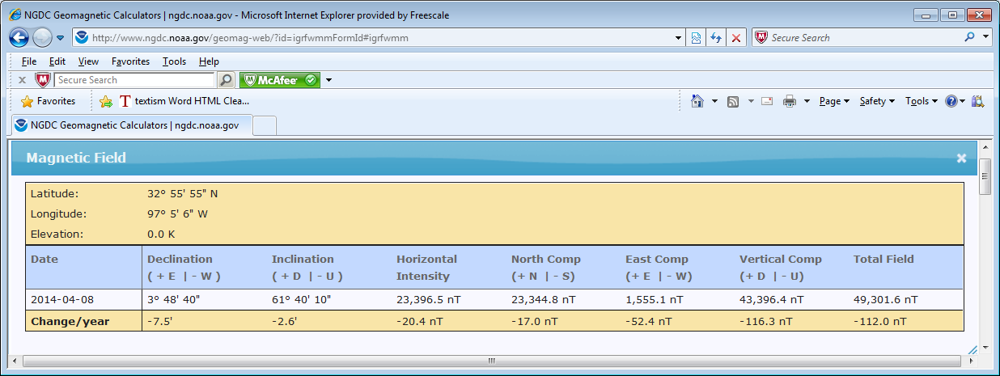 NGDC Geomagnetic Calculators | ngdc.noaa.gov - Microsoft Internet Explorer provided by Freescale
http://www.ngdc.noaa.gov/geomag-web/?id=igrfwmmFormId#igrfwmm Secure Search
File Edit View Favorites Tools Help
x Secure Search McAfee
Favorites T textism Word HTML Clea... Page Safety Tools
NGDC Geomagnetic Calculators | ngdc.noaa.gov
Magnetic Field
Latitude: 32° 55' 55" N
Longitude: 97° 5' 6" W
Elevation: 0.0 K
Date Declination Inclination Horizontal North Comp East Comp Vertical Comp Total Field
( + E | - W ) ( + D | - U ) Intensity (+ N | - S) (+ E | - W) (+ D | - U)
2014-04-08 3° 48' 40" 61° 40' 10" 23,396.5 nT 23,344.8 nT 1,555.1 nT 43,396.4 nT 49,301.6 nT
Change/year -7.5' -2.6' -20.4 nT -17.0 nT -52.4 nT -116.3 nT -112.0 nT